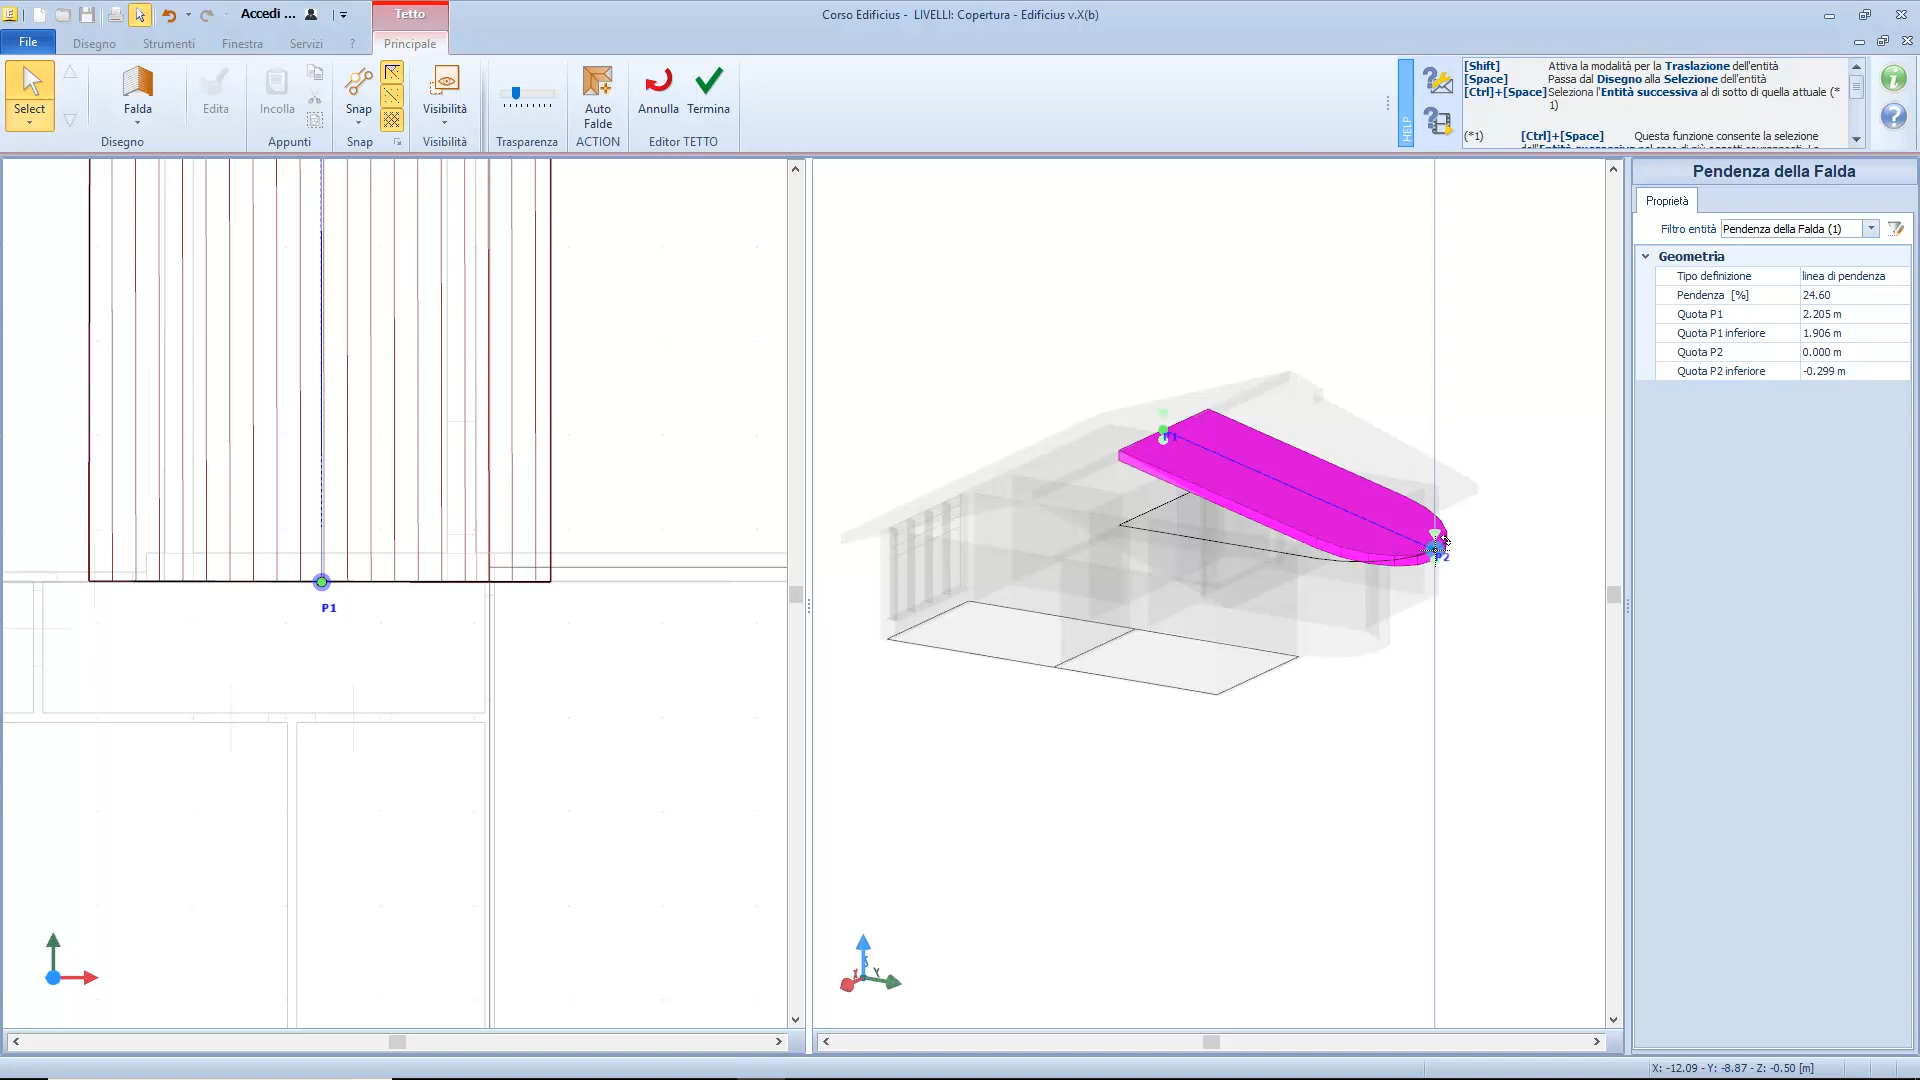 Accedi ...
Tetto
Corso Edificius - LIVELLI: Copertura - Edificius v.X(b)
File
Disegno
Strumenti
Finestra
Servizi
?
Principale
Select
Falda
Edita
Incolla
Snap
Visibilità
Auto
Falde
Annulla
Termina
Disegno
Appunti
Snap
Visibilità
Trasparenza
ACTION
Editor TETTO
HELP
[Shift] Attiva la modalità per la Traslazione dell'entità
[Space] Passa dal Disegno alla Selezione dell'entità
[Ctrl]+[Space] Seleziona l'Entità successiva al di sotto di quella attuale (*
1)
(*1) [Ctrl]+[Space] Questa funzione consente la selezione
Pendenza della Falda
Proprietà
Filtro entità Pendenza della Falda (1)
Geometria
Tipo definizione linea di pendenza
Pendenza [%] 24.60
Quota P1 2.205 m
Quota P1 inferiore 1.906 m
Quota P2 0.000 m
Quota P2 inferiore -0.299 m
P1
P2
P1
Y
X: -12.09 - Y: -8.87 - Z: -0.50 [m]